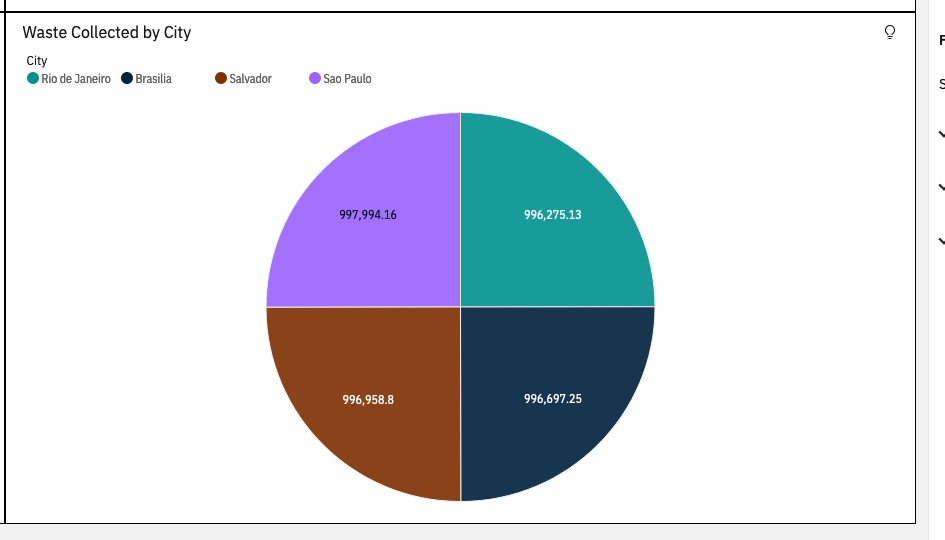 Waste Collected by City
City
Rio de Janeiro Brasilia Salvador Sao Paulo
997,994.16 996,275.13
996,958.8 996,697.25
F
S